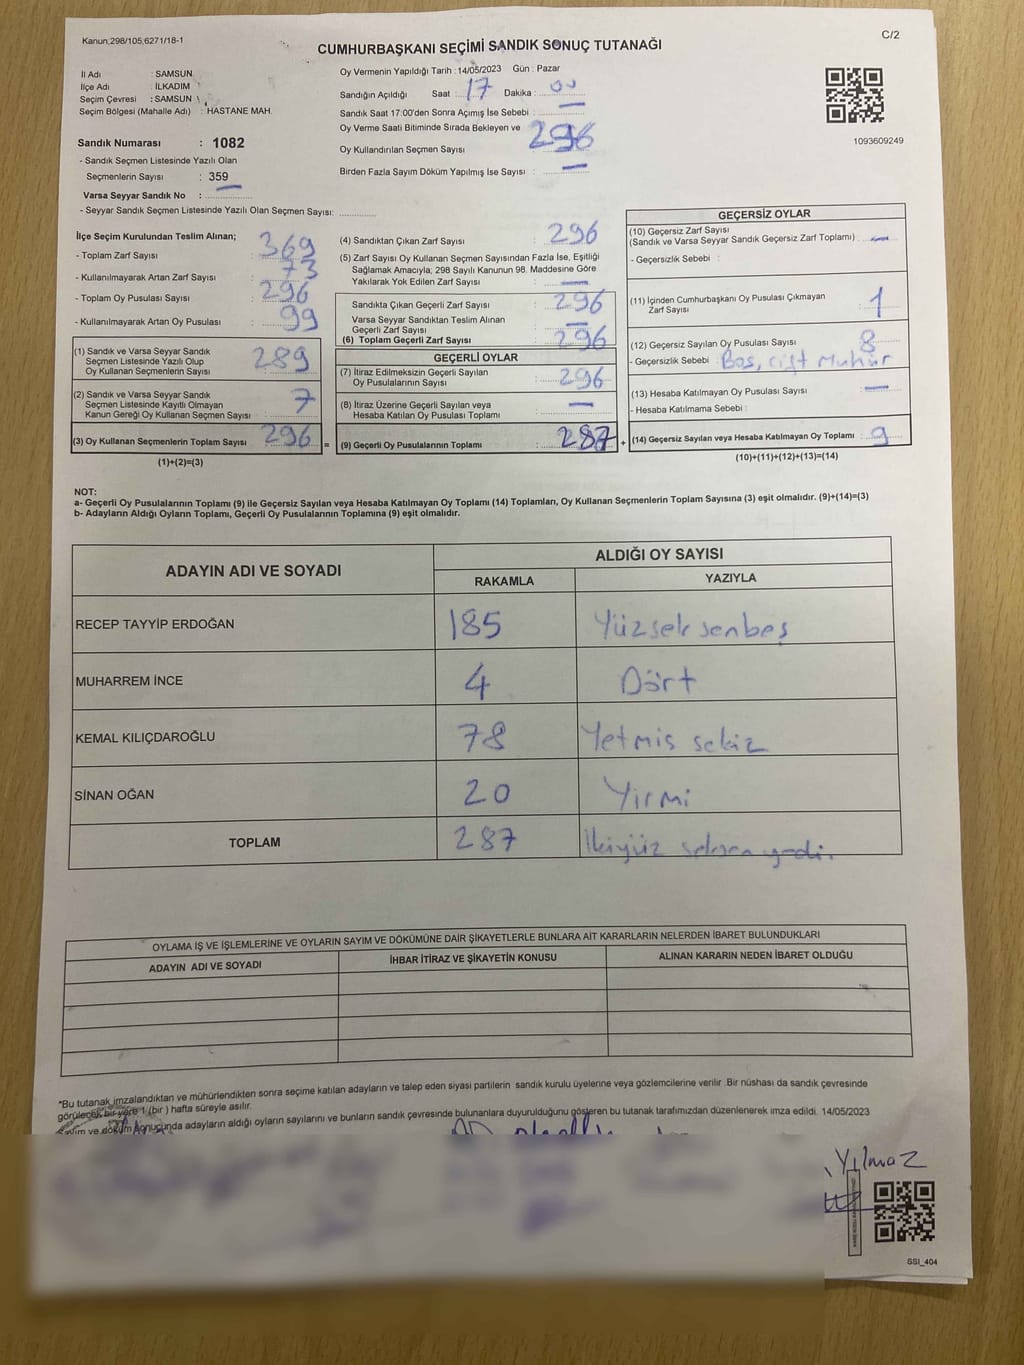 Kanun,298/105,6271/18-1
C/2
CUMHURBAŞKANI SEÇİMİ SANDIK SONUÇ TUTANAĞI
İl Adı : SAMSUN
İlçe Adı : İLKADIM
Seçim Çevresi : SAMSUN
Seçim Bölgesi (Mahalle Adı) : HASTANE MAH.
Sandık Numarası : 1082
- Sandık Seçmen Listesinde Yazılı Olan
Seçmenlerin Sayısı : 359
Varsa Seyyar Sandık No : —
- Seyyar Sandık Seçmen Listesinde Yazılı Olan Seçmen Sayısı:
Oy Vermenin Yapıldığı Tarih : 14/05/2023 Gün : Pazar
Sandığın Açıldığı Saat : 17 Dakika : 00
Sandık Saat 17:00'den Sonra Açımış İse Sebebi : —
Oy Verme Saati Bitiminde Sırada Bekleyen ve
Oy Kullandırılan Seçmen Sayısı : 296
Birden Fazla Sayım Döküm Yapılmış İse Sayısı : —
1093609249
İlçe Seçim Kurulundan Teslim Alınan;
- Toplam Zarf Sayısı : 369
- Kullanılmayarak Artan Zarf Sayısı : 73
- Toplam Oy Pusulası Sayısı : 296
- Kullanılmayarak Artan Oy Pusulası : 99
(1) Sandık ve Varsa Seyyar Sandık
Seçmen Listesinde Yazılı Olup
Oy Kullanan Seçmenlerin Sayısı : 289
(2) Sandık ve Varsa Seyyar Sandık
Seçmen Listesinde Kayıtlı Olmayan
Kanun Gereği Oy Kullanan Seçmen Sayısı : 7
(3) Oy Kullanan Seçmenlerin Toplam Sayısı : 296 =
(1)+(2)=(3)
(4) Sandıktan Çıkan Zarf Sayısı : 296
(5) Zarf Sayısı Oy Kullanan Seçmen Sayısından Fazla İse, Eşitliği
Sağlamak Amacıyla; 298 Sayılı Kanunun 98. Maddesine Göre
Yakılarak Yok Edilen Zarf Sayısı : —
Sandıkta Çıkan Geçerli Zarf Sayısı : 296
Varsa Seyyar Sandıktan Teslim Alınan
Geçerli Zarf Sayısı : —
(6) Toplam Geçerli Zarf Sayısı : 296
GEÇERLİ OYLAR
(7) İtiraz Edilmeksizin Geçerli Sayılan
Oy Pusulalarının Sayısı : 296
(8) İtiraz Üzerine Geçerli Sayılan veya
Hesaba Katılan Oy Pusulası Toplamı : —
(9) Geçerli Oy Pusulalarının Toplamı : 287 +
GEÇERSİZ OYLAR
(10) Geçersiz Zarf Sayısı
(Sandık ve Varsa Seyyar Sandık Geçersiz Zarf Toplamı) : —
- Geçersizlik Sebebi :
(11) İçinden Cumhurbaşkanı Oy Pusulası Çıkmayan
Zarf Sayısı : 1
(12) Geçersiz Sayılan Oy Pusulası Sayısı : 8
- Geçersizlik Sebebi : Boş, çift Mühür
(13) Hesaba Katılmayan Oy Pusulası Sayısı : —
- Hesaba Katılmama Sebebi :
(14) Geçersiz Sayılan veya Hesaba Katılmayan Oy Toplamı : 9
(10)+(11)+(12)+(13)=(14)
NOT:
a- Geçerli Oy Pusulalarının Toplamı (9) ile Geçersiz Sayılan veya Hesaba Katılmayan Oy Toplamı (14) Toplamları, Oy Kullanan Seçmenlerin Toplam Sayısına (3) eşit olmalıdır. (9)+(14)=(3)
b- Adayların Aldığı Oyların Toplamı, Geçerli Oy Pusulalarının Toplamına (9) eşit olmalıdır.
ADAYIN ADI VE SOYADI ALDIĞI OY SAYISI
RAKAMLA YAZIYLA
RECEP TAYYİP ERDOĞAN 185 Yüzseksenbeş
MUHARREM İNCE 4 Dört
KEMAL KILIÇDAROĞLU 78 Yetmis sekiz
SİNAN OĞAN 20 Yirmi
TOPLAM 287 İkiyüz seksen yedi.
OYLAMA İŞ VE İŞLEMLERİNE VE OYLARIN SAYIM VE DÖKÜMÜNE DAİR ŞİKAYETLERLE BUNLARA AİT KARARLARIN NELERDEN İBARET BULUNDUKLARI
ADAYIN ADI VE SOYADI İHBAR İTİRAZ VE ŞİKAYETİN KONUSU ALINAN KARARIN NEDEN İBARET OLDUĞU
*Bu tutanak imzalandıktan ve mühürlendikten sonra seçime katılan adayların ve talep eden siyasi partilerin sandık kurulu üyelerine veya gözlemcilerine verilir .Bir nüshası da sandık çevresinde
görülecek bir yere 1 (bir ) hafta süreyle asılır.
Sayım ve döküm sonucunda adayların aldığı oyların sayılarını ve bunların sandık çevresinde bulunanlara duyurulduğunu gösteren bu tutanak tarafımızdan düzenlenerek imza edildi. 14/05/2023
Yılmaz
SSI_404